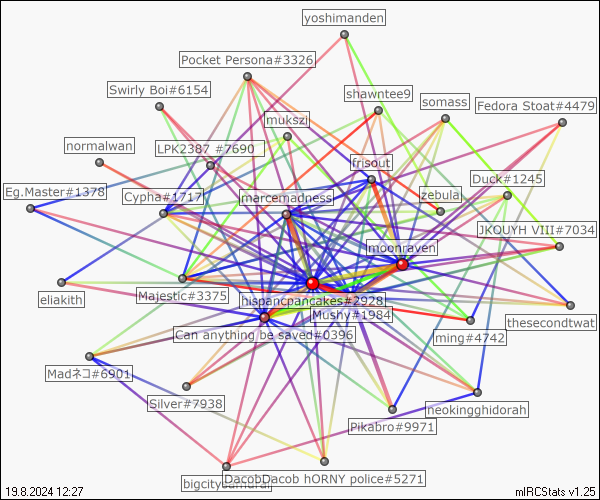 yoshimanden
Pocket Persona#3326
Swirly Boi#6154
shawntee9
somass
Fedora Stoat#4479
mukszi
normalwan
LPK2387 #7690
frisout
Duck#1245
Eg.Master#1378
Cypha#1717
marcemadness
zebula
JKOUYH VIII#7034
moonraven
eliakith
Majestic#3375
hispancpancakes#2928
Mushy#1984
thesecondtwat
Can anything be saved#0396
ming#4742
Madネコ#6901
Silver#7938
neokingghidorah
Pikabro#9971
DacobDacob hORNY police#5271
bigcitysamurai
19.8.2024 12:27
mIRCStats v1.25